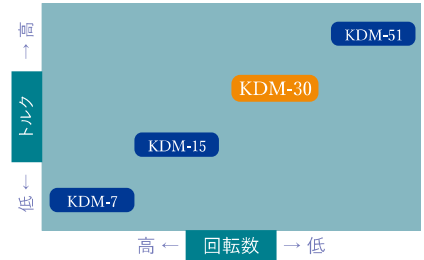 → 高
KDM-51
KDM-30
トルク
KDM-15
低 ←
KDM-7
高 ← 回転数 → 低